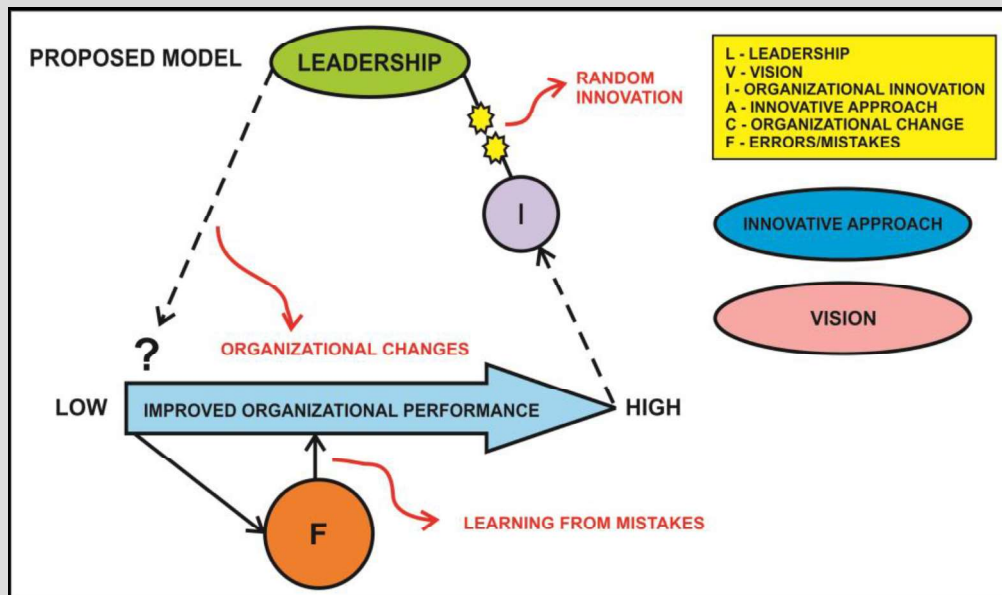 PROPOSED MODEL
LEADERSHIP
RANDOM
INNOVATION
L - LEADERSHIP
V - VISION
I - ORGANIZATIONAL INNOVATION
A - INNOVATIVE APPROACH
C - ORGANIZATIONAL CHANGE
F - ERRORS/MISTAKES
I
INNOVATIVE APPROACH
VISION
?
ORGANIZATIONAL CHANGES
LOW
IMPROVED ORGANIZATIONAL PERFORMANCE
HIGH
F
LEARNING FROM MISTAKES